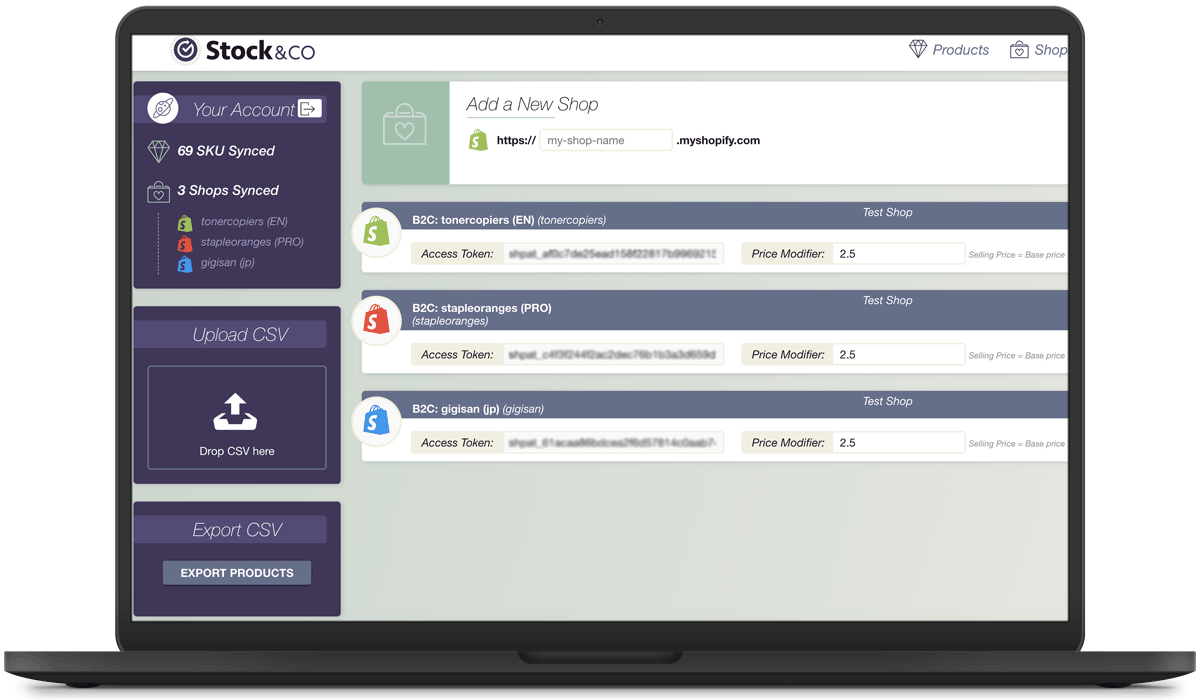 Stock&CO
Products
Shop
Your Account
69 SKU Synced
3 Shops Synced
tonercopiers (EN)
stapleoranges (PRO)
gigisan (jp)
Upload CSV
Drop CSV here
Export CSV
EXPORT PRODUCTS
Add a New Shop
https:// my-shop-name .myshopify.com
B2C: tonercopiers (EN) (tonercopiers)
Test Shop
Access Token:
Price Modifier: 2.5
Selling Price = Base price
B2C: stapleoranges (PRO)
(stapleoranges)
Test Shop
Access Token:
Price Modifier: 2.5
Selling Price = Base price
B2C: gigisan (jp) (gigisan)
Test Shop
Access Token:
Price Modifier: 2.5
Selling Price = Base price